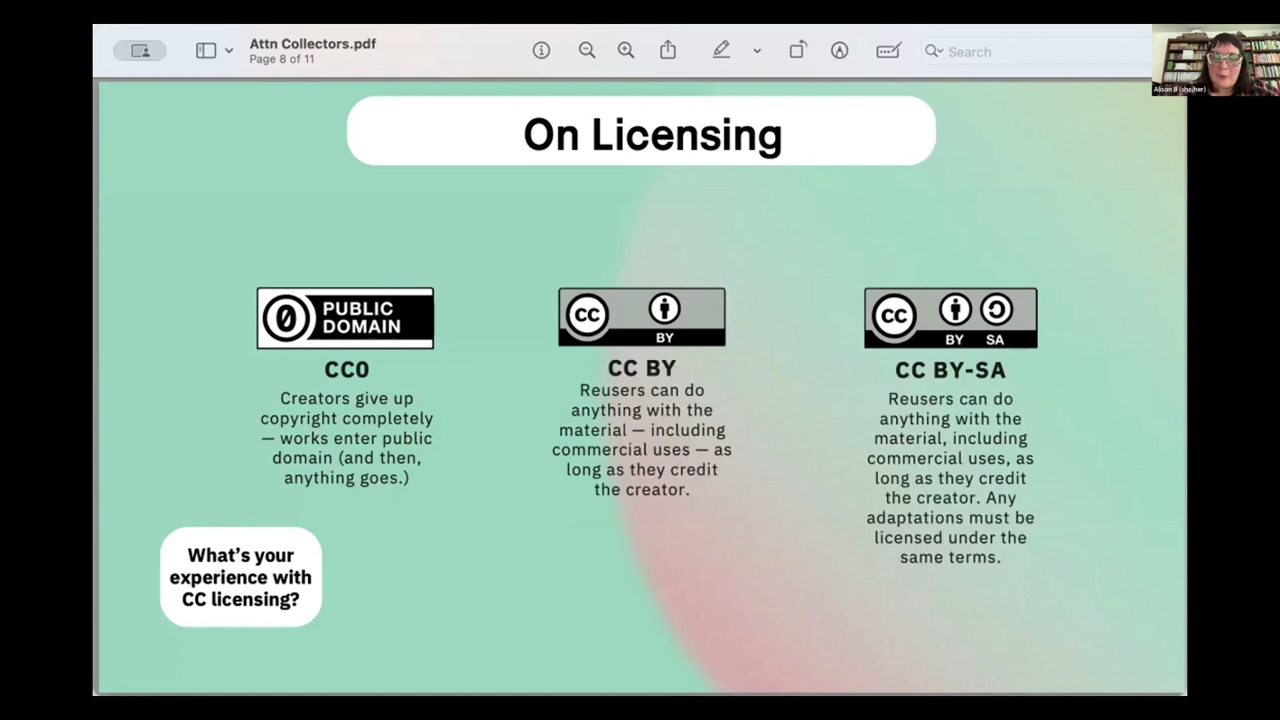 Attn Collectors.pdf
Page 8 of 11
Search
Alison B (she/her)
On Licensing
0 PUBLIC
DOMAIN
CC0
Creators give up
copyright completely
— works enter public
domain (and then,
anything goes.)
cc
BY
CC BY
Reusers can do
anything with the
material — including
commercial uses — as
long as they credit
the creator.
cc
BY SA
CC BY-SA
Reusers can do
anything with the
material, including
commercial uses, as
long as they credit
the creator. Any
adaptations must be
licensed under the
same terms.
What's your
experience with
CC licensing?